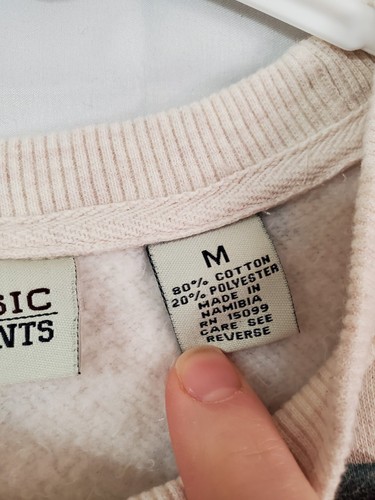 SIC
NTS
M
80% COTTON
20% POLYESTER
MADE IN
NAMIBIA
RN 15099
CARE SEE
REVERSE